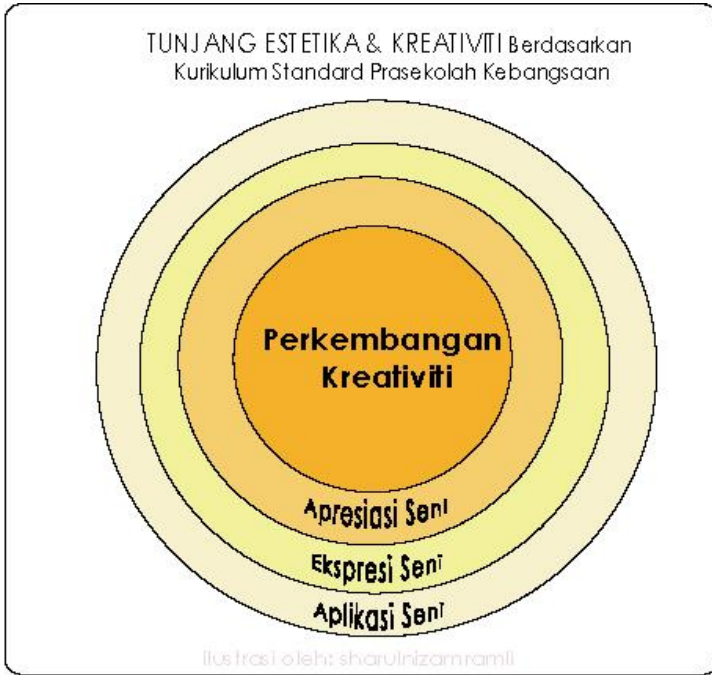 TUNJANG ESTETIKA & KREATIVITI Berdasarkan
Kurikulum Standard Prasekolah Kebangsaan
Perkembangan
Kreativiti
Apresiasi Seni
Ekspresi Seni
Aplikasi Seni
ilustrasi oleh: sharulnizamramli